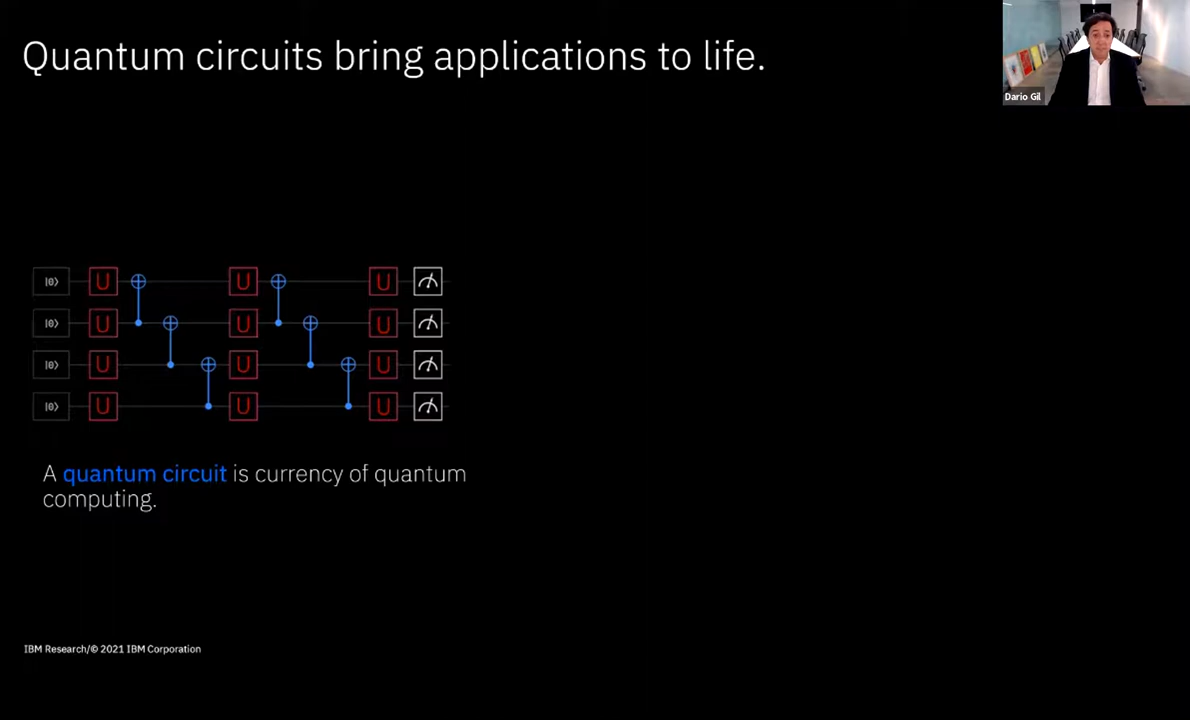 Quantum circuits bring applications to life.
Dario Gil
|0⟩ U U U
|0⟩ U U U
|0⟩ U U U
|0⟩ U U U
A quantum circuit is currency of quantum
computing.
IBM Research/© 2021 IBM Corporation